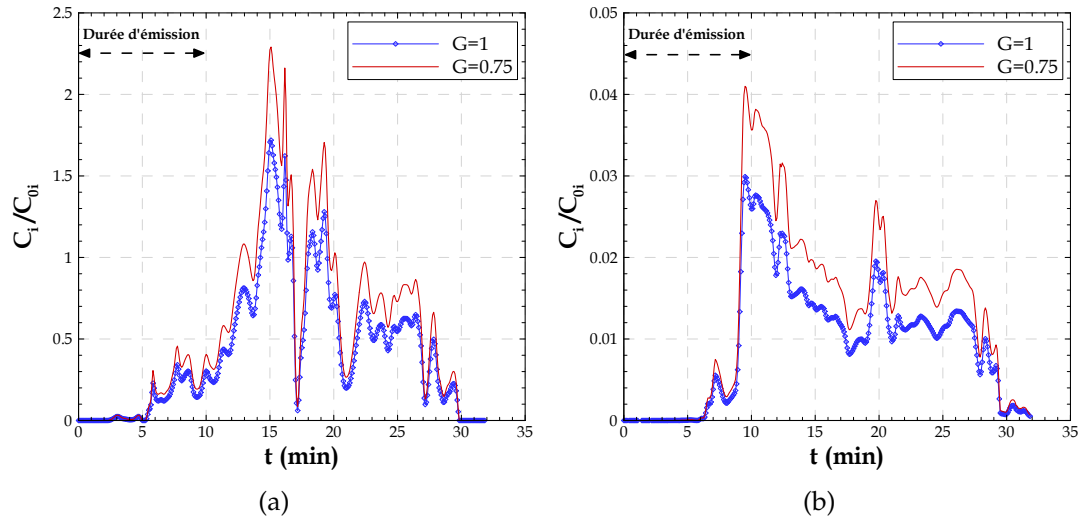 Durée d'émission
G=1
G=0.75
2.5
2
1.5
1
0.5
0
0 5 10 15 20 25 30 35
C_i/C_0i
t (min)
(a)
Durée d'émission
G=1
G=0.75
0.05
0.04
0.03
0.02
0.01
0
0 5 10 15 20 25 30 35
C_i/C_0i
t (min)
(b)